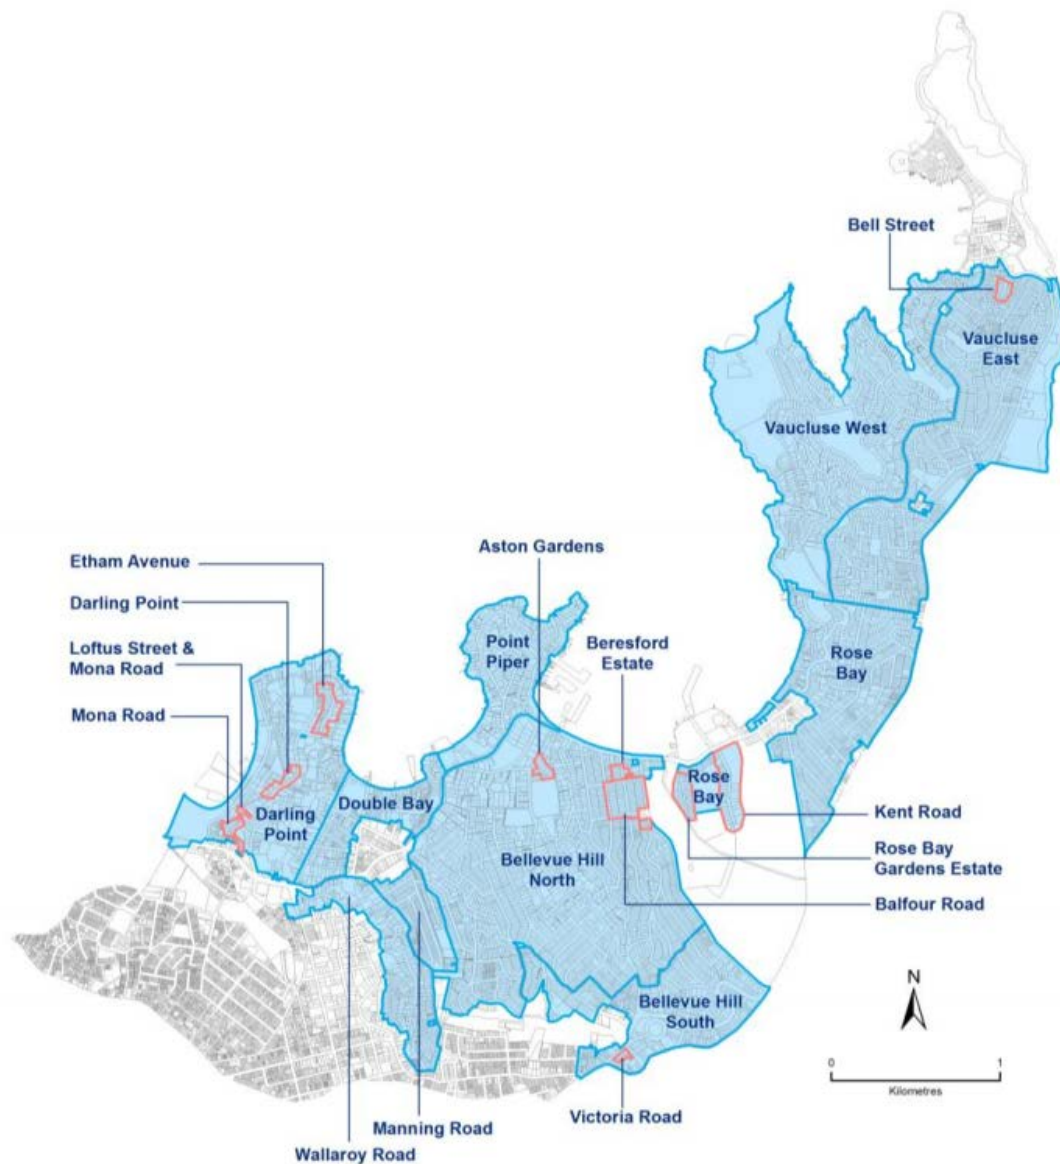 Bell Street
Vaucluse
East
Vaucluse West
Etham Avenue
Aston Gardens
Darling Point
Loftus Street &
Mona Road
Mona Road
Point
Piper
Beresford
Estate
Rose
Bay
Double Bay
Darling
Point
Rose
Bay
Kent Road
Rose Bay
Gardens Estate
Balfour Road
Bellevue Hill
North
Bellevue Hill
South
N
0 1
Kilometres
Victoria Road
Manning Road
Wallaroy Road